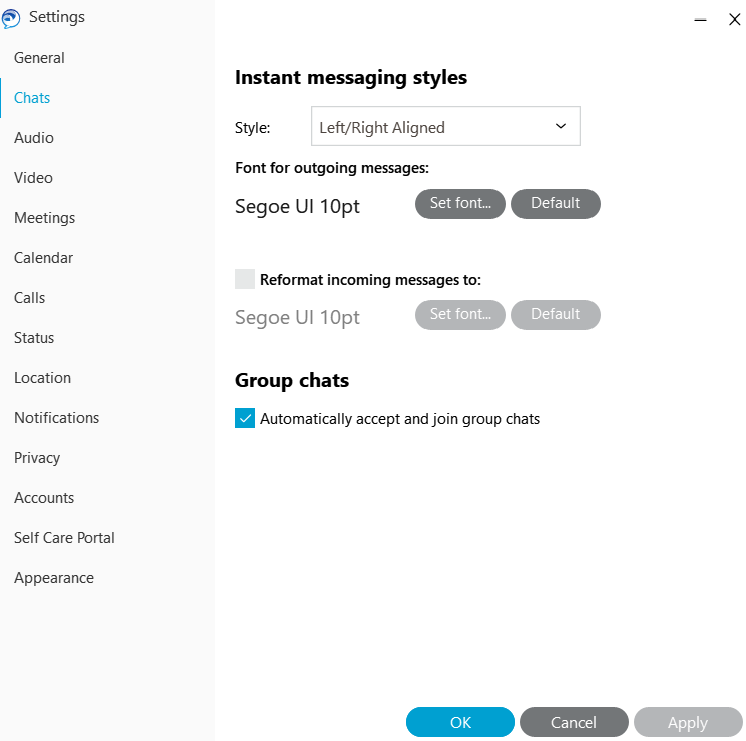 Settings
General
Chats
Audio
Video
Meetings
Calendar
Calls
Status
Location
Notifications
Privacy
Accounts
Self Care Portal
Appearance
Instant messaging styles
Style: Left/Right Aligned
Font for outgoing messages:
Segoe UI 10pt Set font... Default
Reformat incoming messages to:
Segoe UI 10pt Set font... Default
Group chats
Automatically accept and join group chats
OK Cancel Apply